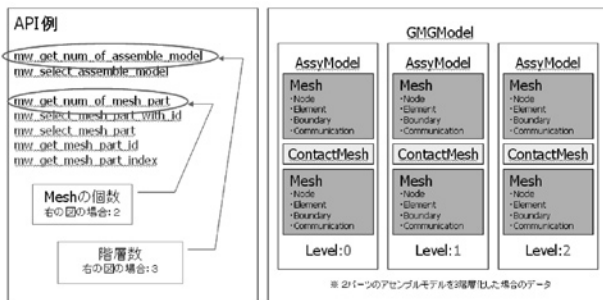 API例
mw_get_num_of_assemble_model
mw_select_assemble_model
mw_get_num_of_mesh_part
mw_select_mesh_part_with_id
mw_select_mesh_part
mw_get_mesh_part_id
mw_get_mesh_part_index
Meshの個数
右の図の場合:2
階層数
右の図の場合:3
GMGModel
AssyModel
Mesh
・Node
・Element
・Boundary
・Communication
ContactMesh
Mesh
・Node
・Element
・Boundary
・Communication
Level:0
AssyModel
Mesh
・Node
・Element
・Boundary
・Communication
ContactMesh
Mesh
・Node
・Element
・Boundary
・Communication
Level:1
AssyModel
Mesh
・Node
・Element
・Boundary
・Communication
ContactMesh
Mesh
・Node
・Element
・Boundary
・Communication
Level:2
※ 2パーツのアセンブルモデルを3階層化した場合のデータ